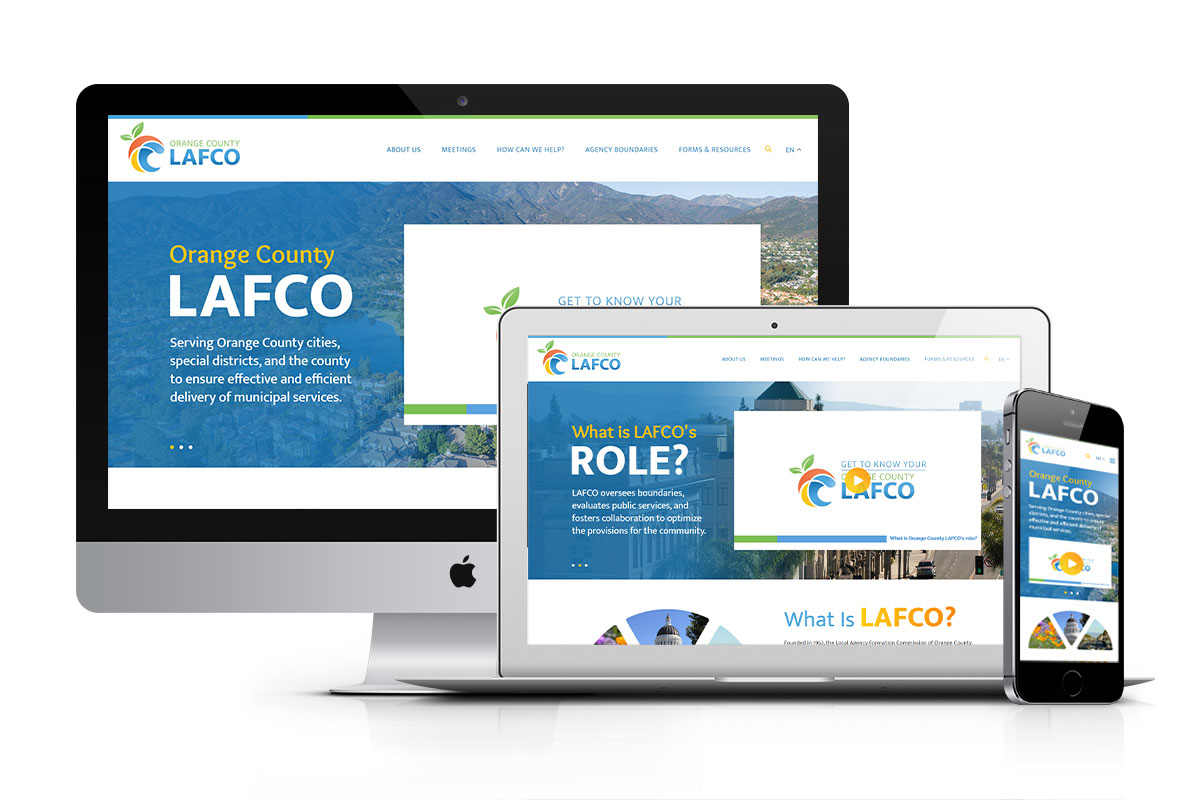 ORANGE COUNTY
LAFCO
ABOUT US MEETINGS HOW CAN WE HELP? AGENCY BOUNDARIES FORMS & RESOURCES EN
Orange County
LAFCO
Serving Orange County cities,
special districts, and the county
to ensure effective and efficient
delivery of municipal services.
GET TO KNOW YOUR
ORANGE COUNTY
LAFCO
ABOUT US MEETINGS HOW CAN WE HELP? AGENCY BOUNDARIES FORMS & RESOURCES EN
What is LAFCO's
ROLE?
LAFCO oversees boundaries,
evaluates public services, and
fosters collaboration to optimize
the provisions for the community.
GET TO KNOW YOUR
ORANGE COUNTY
LAFCO
What is Orange County LAFCO's role?
What Is LAFCO?
Founded in 1963, the Local Agency Formation Commission of Orange County
LAFCO
EN
Orange County
LAFCO
Serving Orange County cities, special
districts, and the county to ensure
effective and efficient delivery of
municipal services.